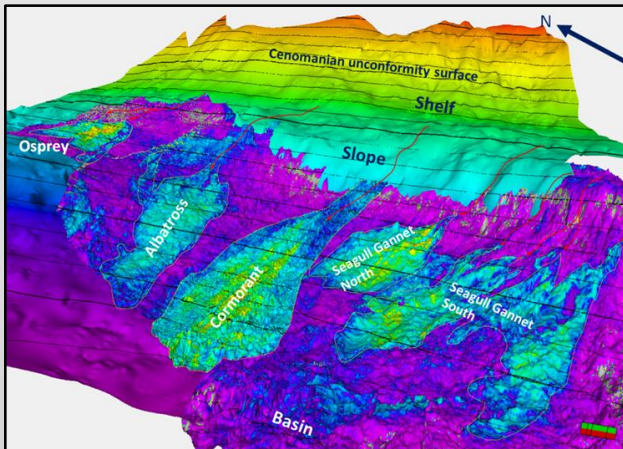 N
Cenomanian unconformity surface
Shelf
Slope
Osprey
Albatross
Cormorant
Seagull Gannet
North
Seagull Gannet
South
Basin